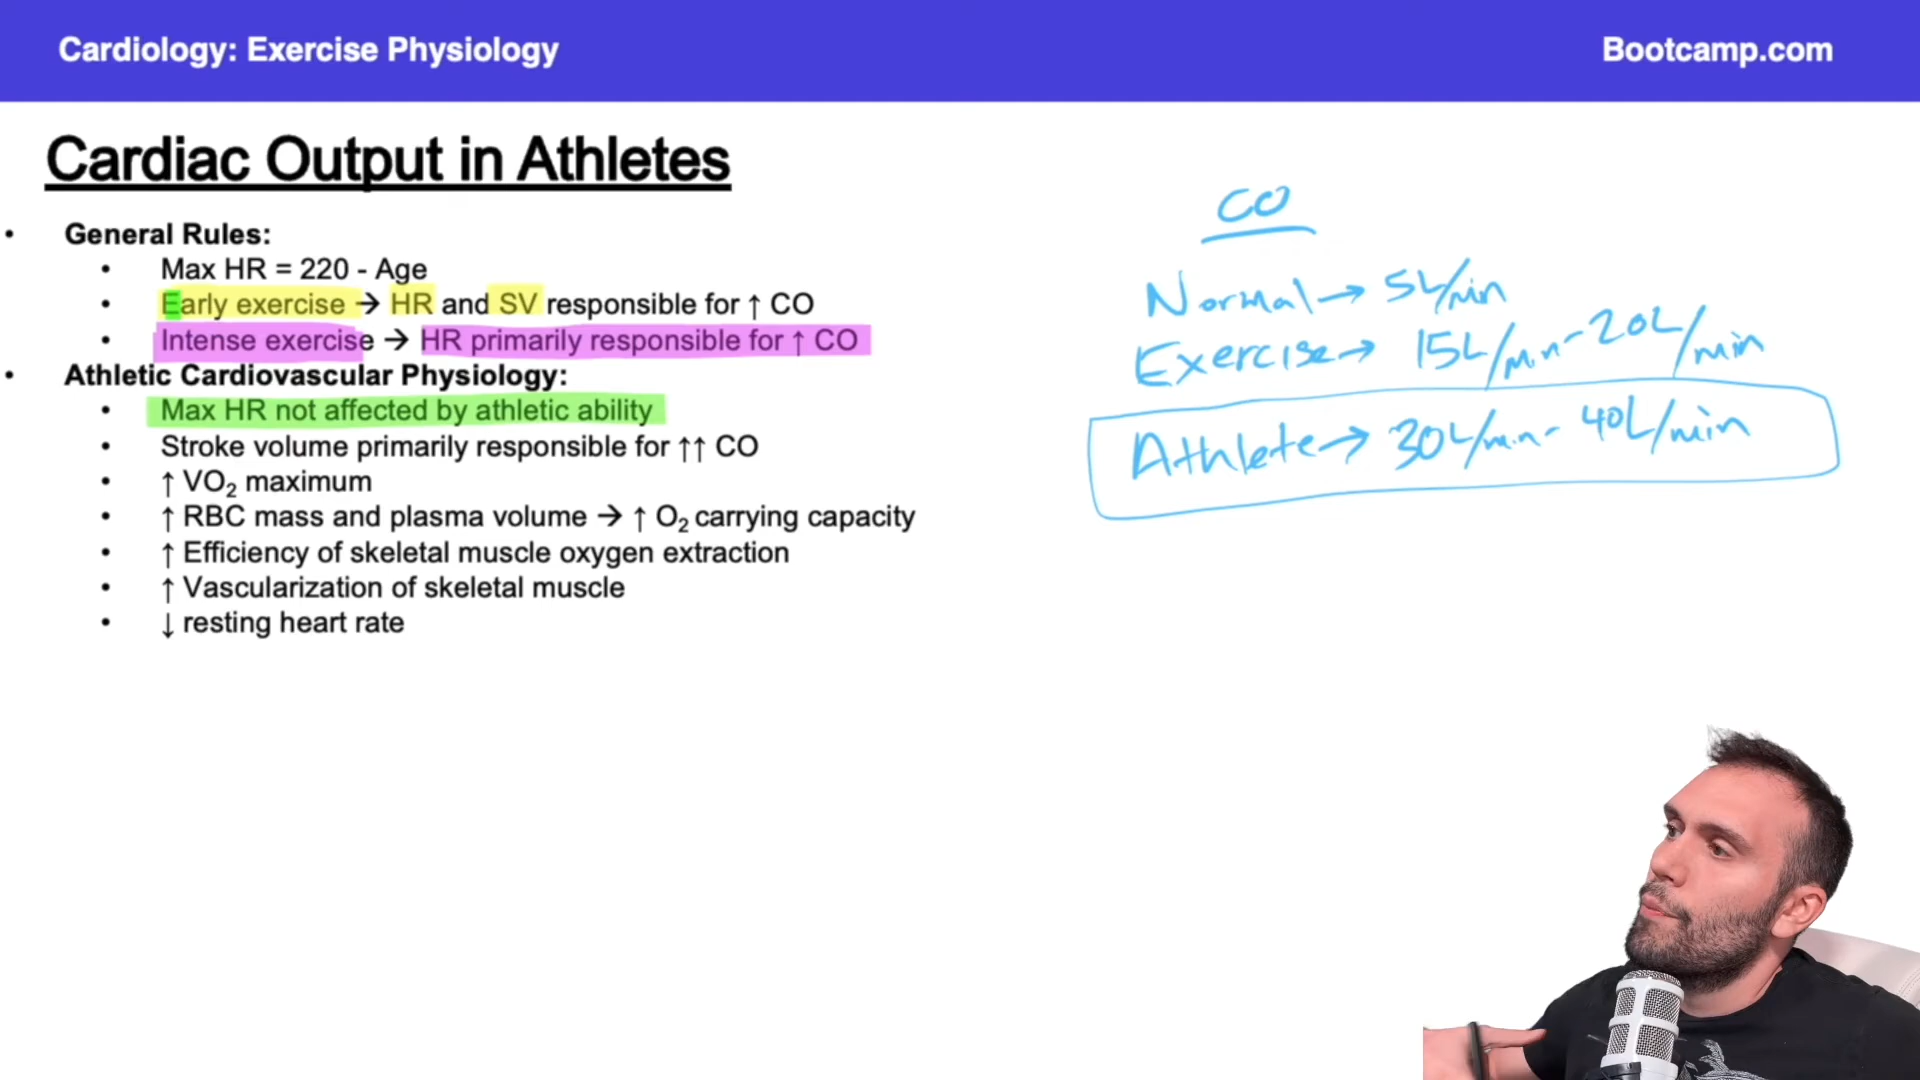 Cardiology: Exercise Physiology
Bootcamp.com
Cardiac Output in Athletes
• General Rules:
• Max HR = 220 - Age
• Early exercise → HR and SV responsible for ↑ CO
• Intense exercise → HR primarily responsible for ↑ CO
• Athletic Cardiovascular Physiology:
• Max HR not affected by athletic ability
• Stroke volume primarily responsible for ↑↑ CO
• ↑ VO₂ maximum
• ↑ RBC mass and plasma volume → ↑ O₂ carrying capacity
• ↑ Efficiency of skeletal muscle oxygen extraction
• ↑ Vascularization of skeletal muscle
• ↓ resting heart rate
CO
Normal → 5L/min
Exercise → 15L/min - 20L/min
Athlete → 30L/min - 40L/min